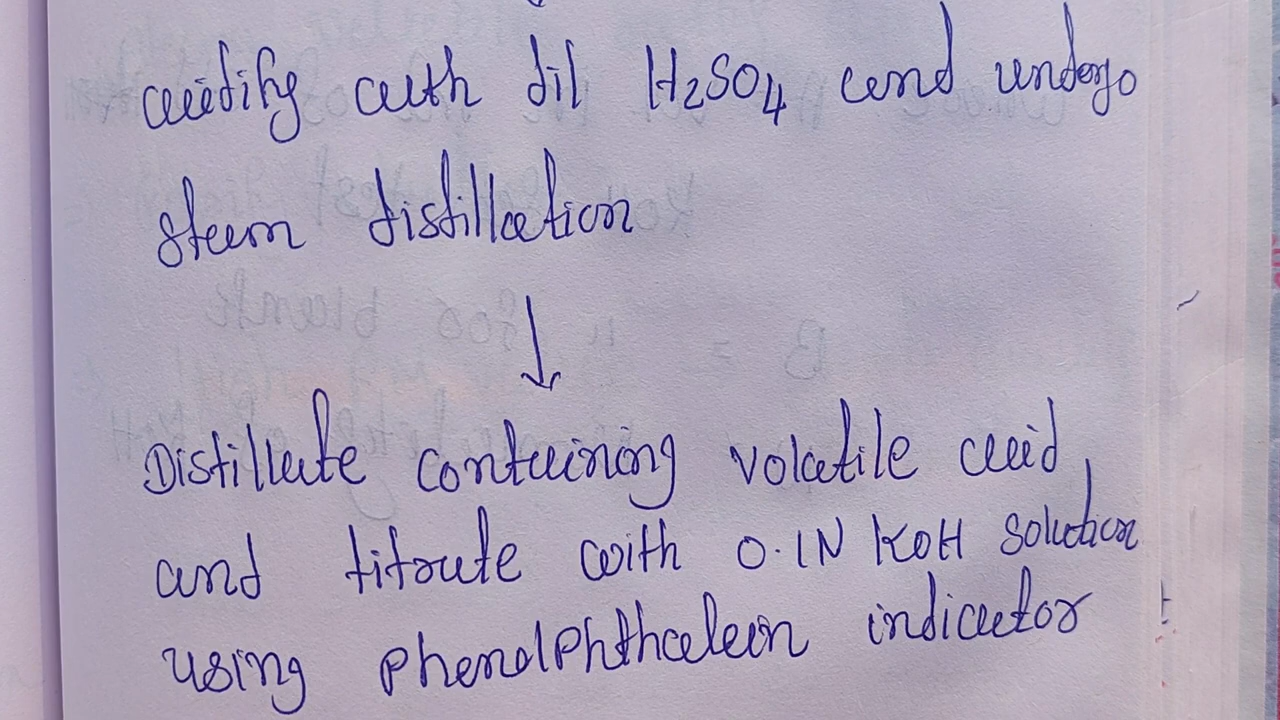 acidify with dil H₂SO₄ and undergo
steam distillation
↓
Distillate containing volatile acid,
and titrate with 0.1N KOH solution
using phenolphthalein indicator